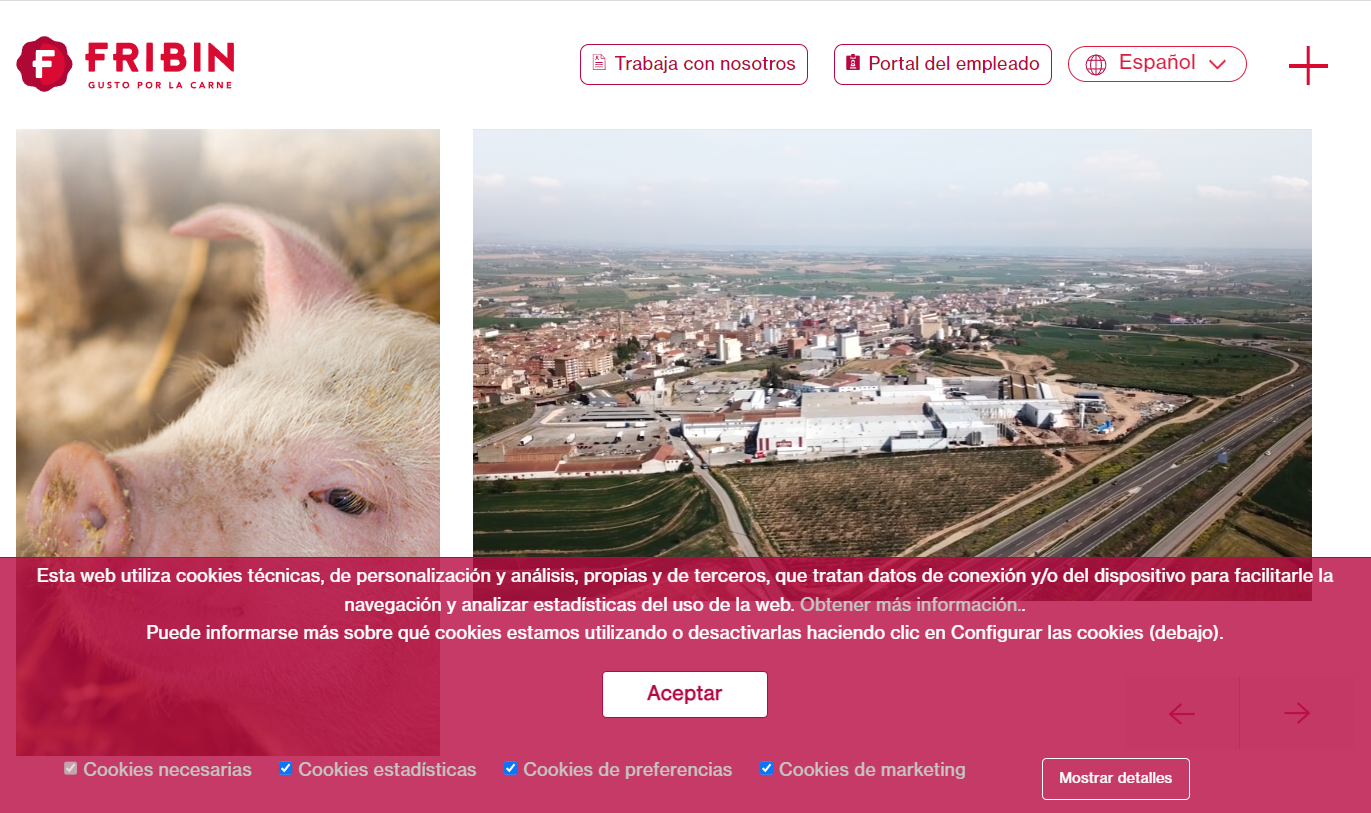 FRIBIN
GUSTO POR LA CARNE
Trabaja con nosotros
Portal del empleado
Español
Esta web utiliza cookies técnicas, de personalización y análisis, propias y de terceros, que tratan datos de conexión y/o del dispositivo para facilitarle la
navegación y analizar estadísticas del uso de la web. Obtener más información..
Puede informarse más sobre qué cookies estamos utilizando o desactivarlas haciendo clic en Configurar las cookies (debajo).
Aceptar
Cookies necesarias
Cookies estadísticas
Cookies de preferencias
Cookies de marketing
Mostrar detalles